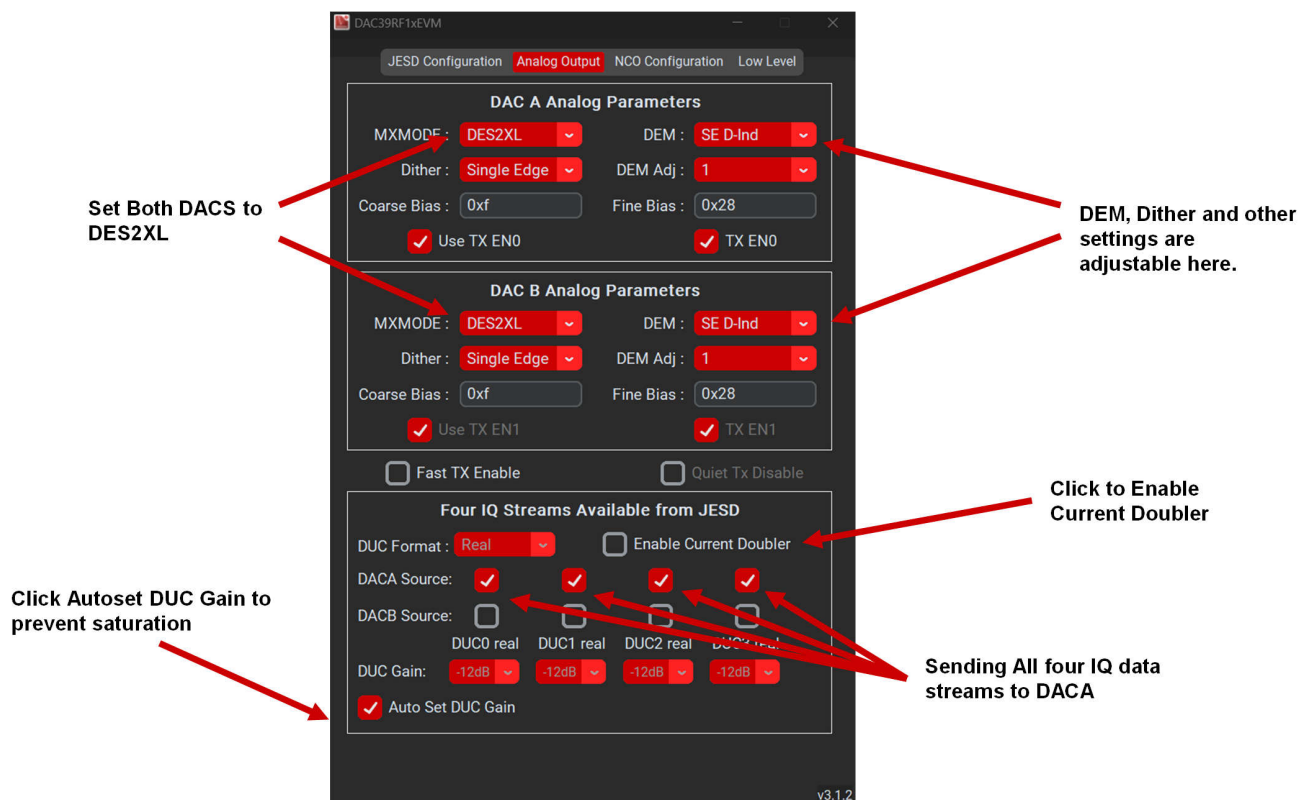 DAC39RF1xEVM
JESD Configuration Analog Output NCO Configuration Low Level
DAC A Analog Parameters
MXMODE : DES2XL DEM : SE D-Ind
Dither : Single Edge DEM Adj : 1
Coarse Bias : 0xf Fine Bias : 0x28
Use TX EN0 TX EN0
Set Both DACS to
DES2XL
DEM, Dither and other
settings are
adjustable here.
DAC B Analog Parameters
MXMODE : DES2XL DEM : SE D-Ind
Dither : Single Edge DEM Adj : 1
Coarse Bias : 0xf Fine Bias : 0x28
Use TX EN1 TX EN1
Fast TX Enable Quiet Tx Disable
Four IQ Streams Available from JESD
DUC Format : Real Enable Current Doubler
Click to Enable
Current Doubler
DACA Source:
DACB Source:
DUC0 real DUC1 real DUC2 real DUC3 real
DUC Gain: -12dB -12dB -12dB -12dB
Auto Set DUC Gain
Click Autoset DUC Gain to
prevent saturation
Sending All four IQ data
streams to DACA
v3.1.2